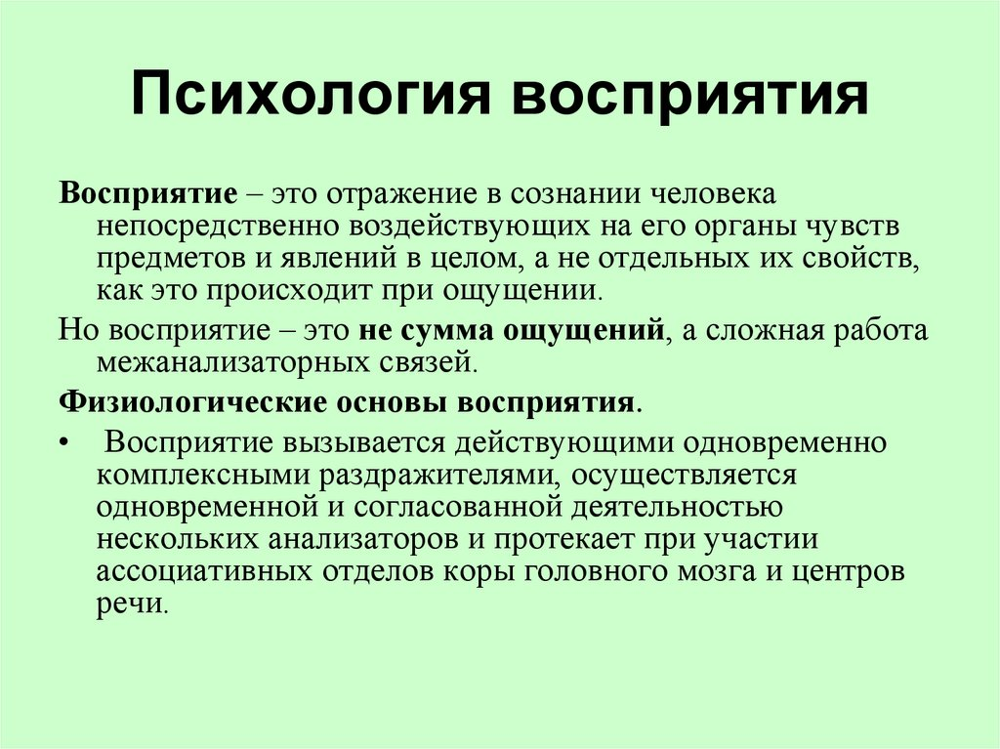 Психология восприятия
Восприятие – это отражение в сознании человека
непосредственно воздействующих на его органы чувств
предметов и явлений в целом, а не отдельных их свойств,
как это происходит при ощущении.
Но восприятие – это не сумма ощущений, а сложная работа
межанализаторных связей.
Физиологические основы восприятия.
• Восприятие вызывается действующими одновременно
комплексными раздражителями, осуществляется
одновременной и согласованной деятельностью
нескольких анализаторов и протекает при участии
ассоциативных отделов коры головного мозга и центров
речи.